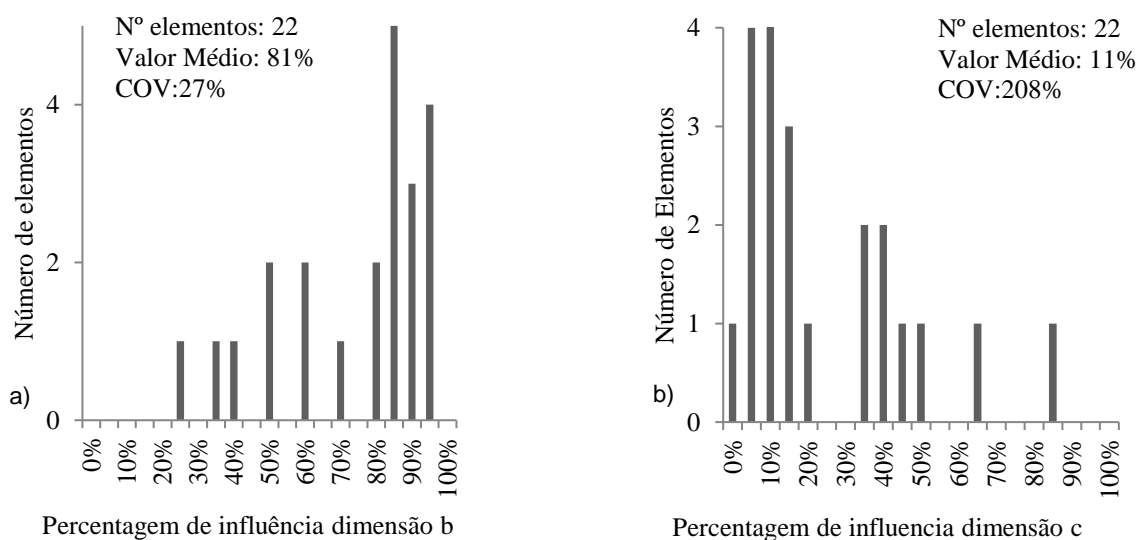 Nº elementos: 22
Valor Médio: 81%
COV:27%
Número de elementos
4
2
0
a)
0%
10%
20%
30%
40%
50%
60%
70%
80%
90%
100%
Percentagem de influência dimensão b
Nº elementos: 22
Valor Médio: 11%
COV:208%
Número de Elementos
4
3
2
1
0
b)
0%
10%
20%
30%
40%
50%
60%
70%
80%
90%
100%
Percentagem de influencia dimensão c